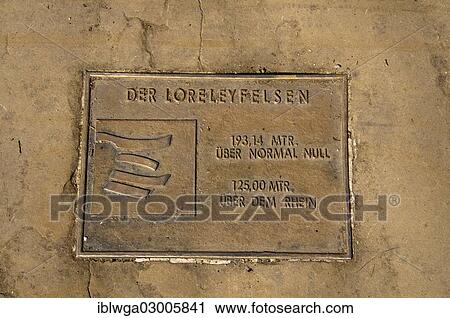 DER LORELEYFELSEN
193,14 MTR.
ÜBER NORMAL NULL
125,00 MTR.
ÜBER DEM RHEIN
FOTOSEARCH®
iblwga03005841 www.fotosearch.com